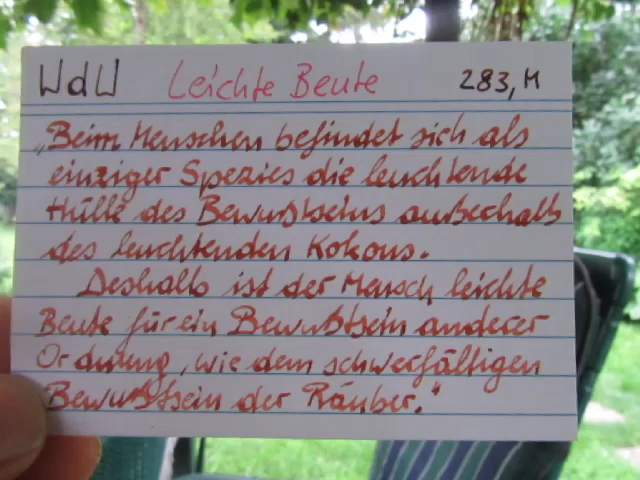 WdW Leichte Beute 283, M
„Beim Menschen befindet sich als
einziger Spezies die leuchtende
Hülle des Bewußtseins außerhalb
des leuchtenden Kokons.
Deshalb ist der Mensch leichte
Beute für ein Bewußtsein anderer
Ordnung, wie dem schwerfälligen
Bewußtsein der Räuber."